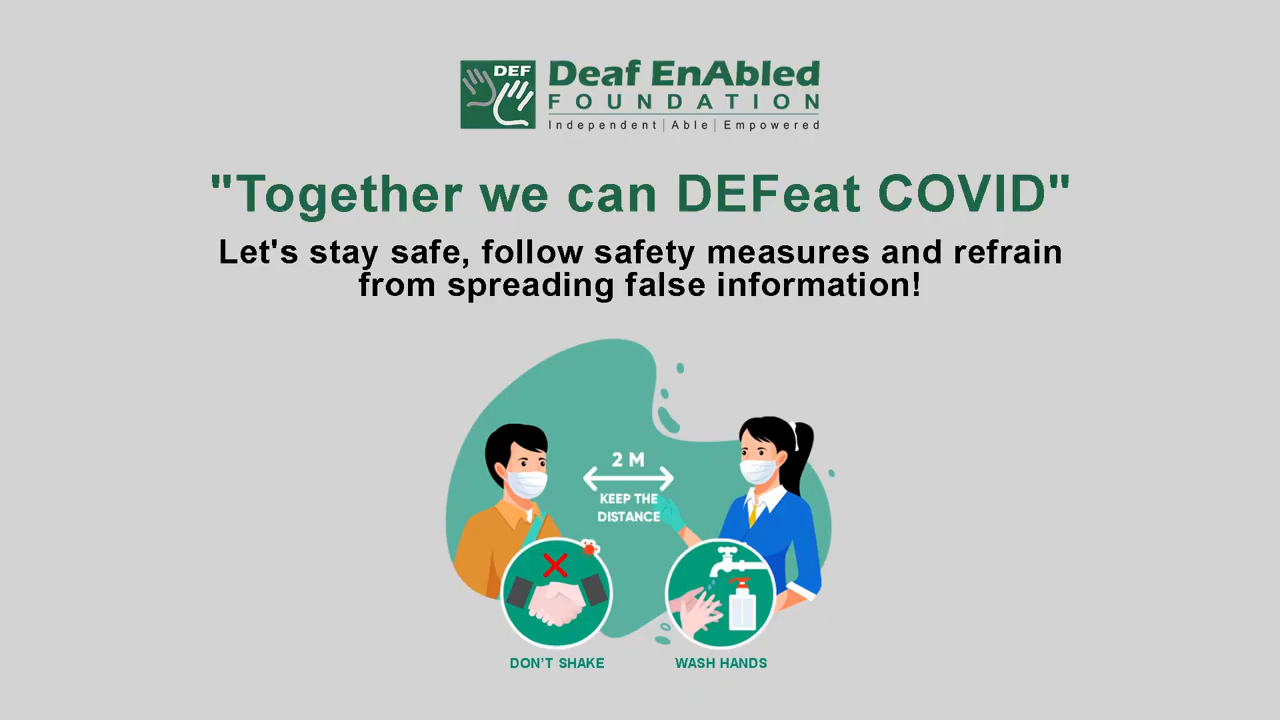 DEF
Deaf EnAbled
FOUNDATION
Independent | Able | Empowered
"Together we can DEFeat COVID"
Let's stay safe, follow safety measures and refrain
from spreading false information!
2 M
KEEP THE
DISTANCE
DON'T SHAKE
WASH HANDS